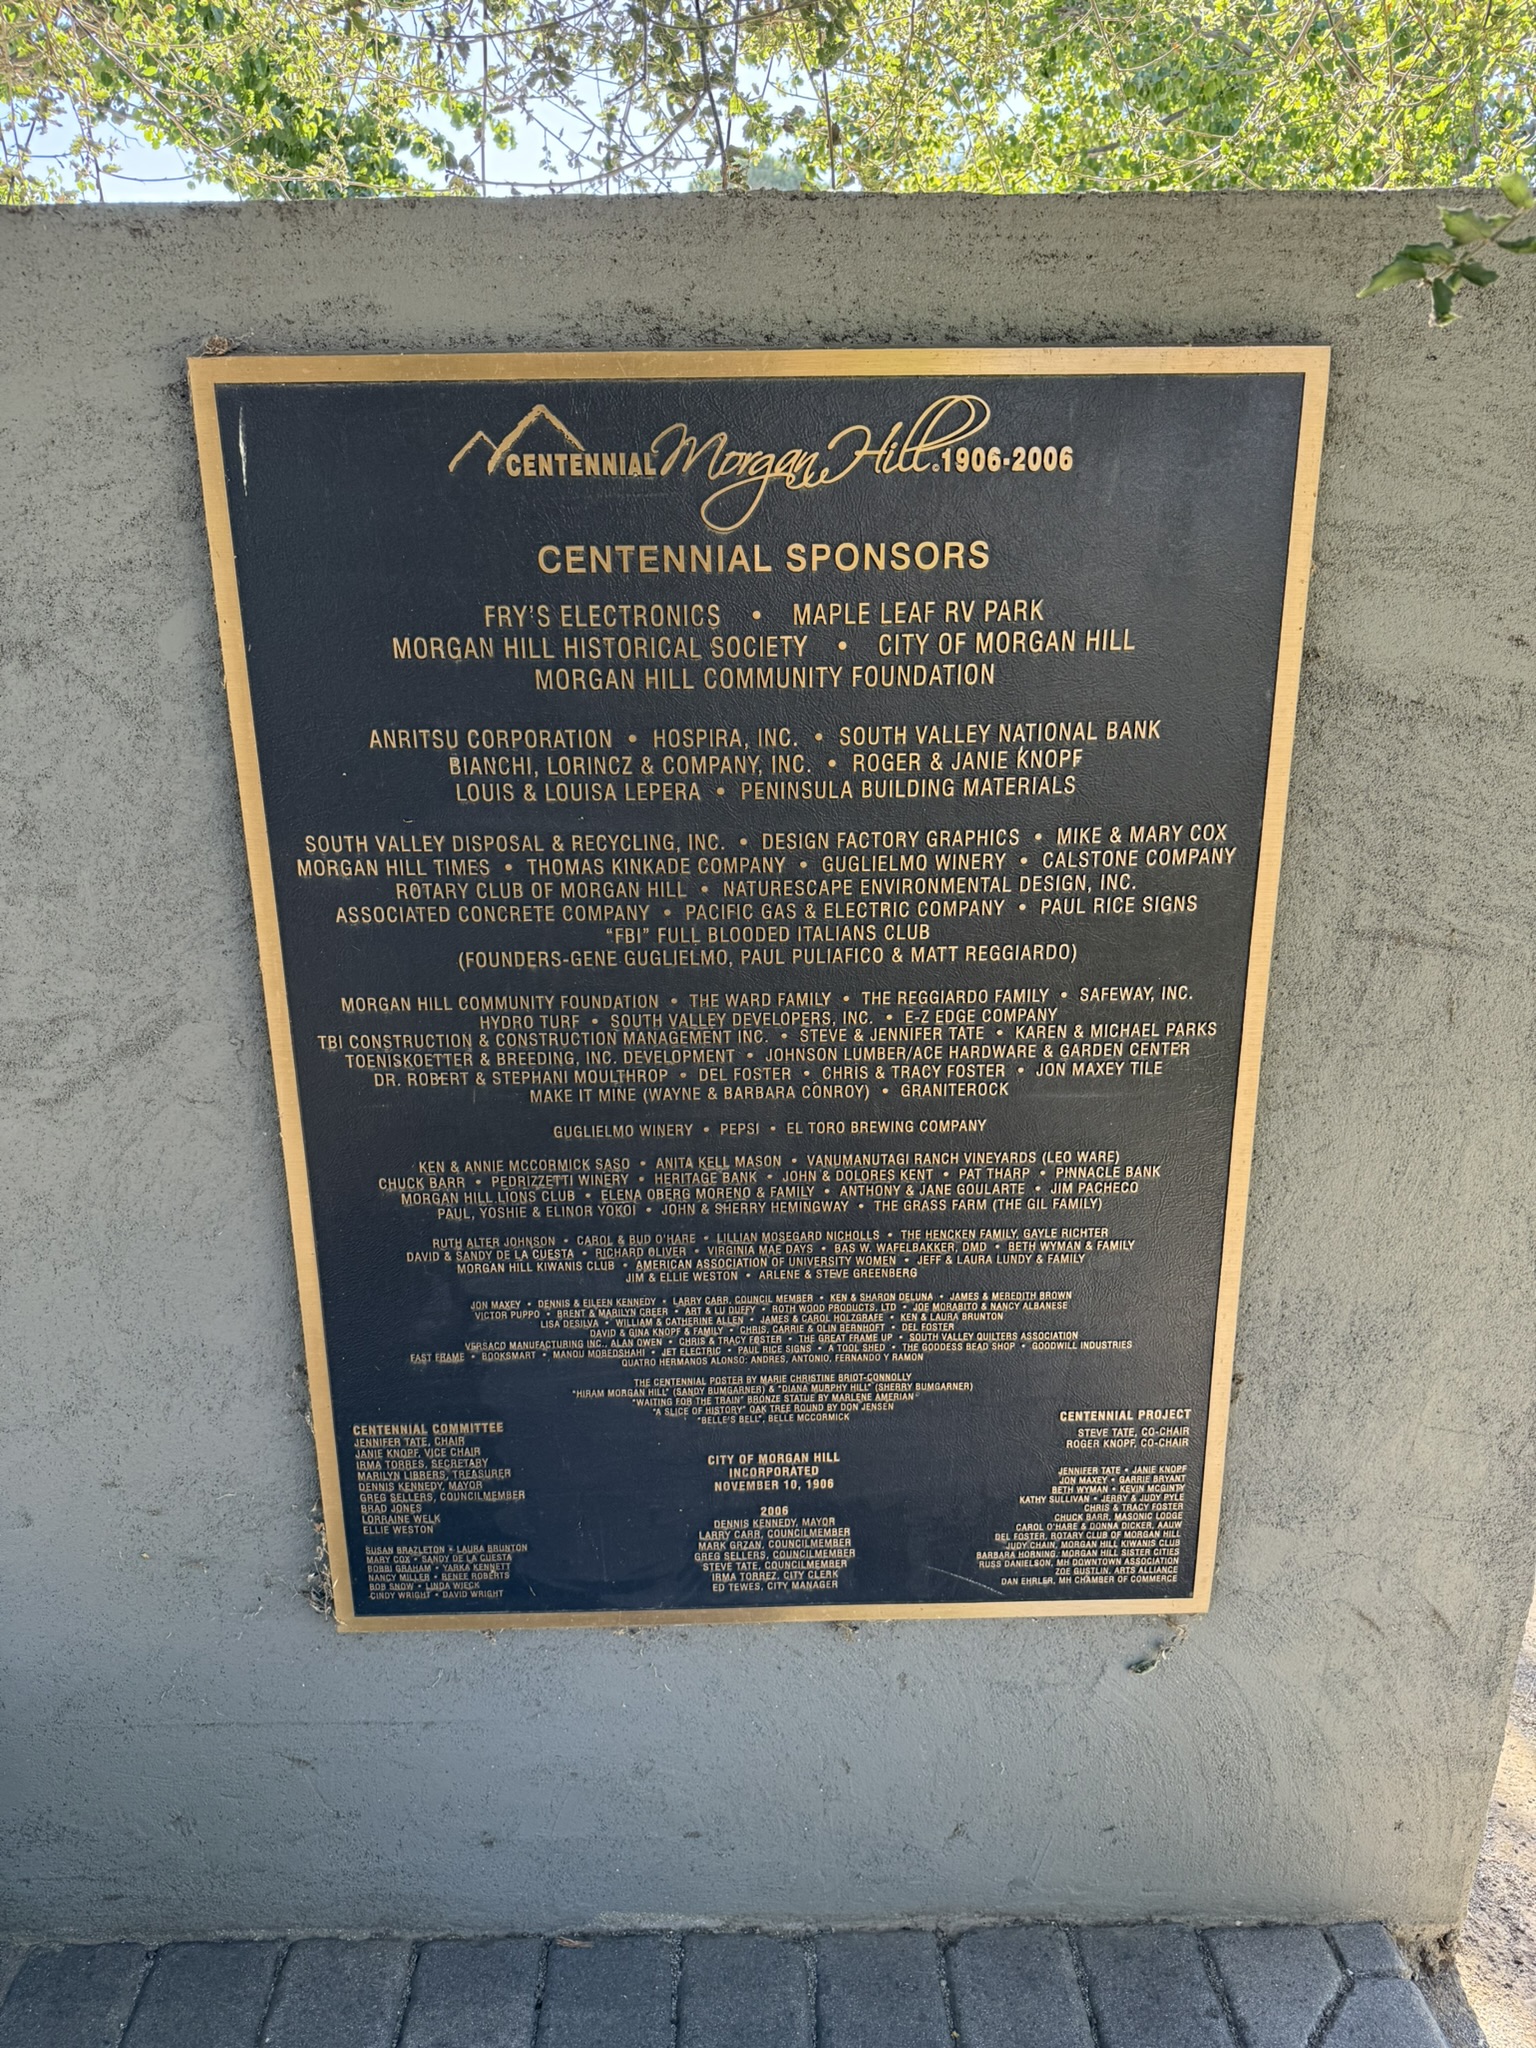 CENTENNIAL Morgan Hill 1906-2006
CENTENNIAL SPONSORS
FRY'S ELECTRONICS • MAPLE LEAF RV PARK
MORGAN HILL HISTORICAL SOCIETY • CITY OF MORGAN HILL
MORGAN HILL COMMUNITY FOUNDATION
ANRITSU CORPORATION • HOSPIRA, INC. • SOUTH VALLEY NATIONAL BANK
BIANCHI, LORINCZ & COMPANY, INC. • ROGER & JANIE KNOPF
LOUIS & LOUISA LEPERA • PENINSULA BUILDING MATERIALS
SOUTH VALLEY DISPOSAL & RECYCLING, INC. • DESIGN FACTORY GRAPHICS • MIKE & MARY COX
MORGAN HILL TIMES • THOMAS KINKADE COMPANY • GUGLIELMO WINERY • CALSTONE COMPANY
ROTARY CLUB OF MORGAN HILL • NATURESCAPE ENVIRONMENTAL DESIGN, INC.
ASSOCIATED CONCRETE COMPANY • PACIFIC GAS & ELECTRIC COMPANY • PAUL RICE SIGNS
"FBI" FULL BLOODED ITALIANS CLUB
(FOUNDERS-GENE GUGLIELMO, PAUL PULIAFICO & MATT REGGIARDO)
MORGAN HILL COMMUNITY FOUNDATION • THE WARD FAMILY • THE REGGIARDO FAMILY • SAFEWAY, INC.
HYDRO TURF • SOUTH VALLEY DEVELOPERS, INC. • E-Z EDGE COMPANY
TBI CONSTRUCTION & CONSTRUCTION MANAGEMENT INC. • STEVE & JENNIFER TATE • KAREN & MICHAEL PARKS
TOENISKOETTER & BREEDING, INC. DEVELOPMENT • JOHNSON LUMBER/ACE HARDWARE & GARDEN CENTER
DR. ROBERT & STEPHANI MOULTHROP • DEL FOSTER • CHRIS & TRACY FOSTER • JON MAXEY TILE
MAKE IT MINE (WAYNE & BARBARA CONROY) • GRANITEROCK
GUGLIELMO WINERY • PEPSI • EL TORO BREWING COMPANY
KEN & ANNIE MCCORMICK SASO • ANITA KELL MASON • VANUMANUTAGI RANCH VINEYARDS (LEO WARE)
CHUCK BARR • PEDRIZZETTI WINERY • HERITAGE BANK • JOHN & DOLORES KENT • PAT THARP • PINNACLE BANK
MORGAN HILL LIONS CLUB • ELENA OBERG MORENO & FAMILY • ANTHONY & JANE GOULARTE • JIM PACHECO
PAUL, YOSHIE & ELINOR YOKOI • JOHN & SHERRY HEMINGWAY • THE GRASS FARM (THE GIL FAMILY)
RUTH ALTER JOHNSON • CAROL & BUD O'HARE • LILLIAN MOSEGARD NICHOLLS • THE HENCKEN FAMILY, GAYLE RICHTER
DAVID & SANDY DE LA CUESTA • RICHARD OLIVER • VIRGINIA MAE DAYS • BAS W. WAFELBAKKER, DMD • BETH WYMAN & FAMILY
MORGAN HILL KIWANIS CLUB • AMERICAN ASSOCIATION OF UNIVERSITY WOMEN • JEFF & LAURA LUNDY & FAMILY
JIM & ELLIE WESTON • ARLENE & STEVE GREENBERG
JON MAXEY • DENNIS & EILEEN KENNEDY • LARRY CARR, COUNCIL MEMBER • KEN & SHARON DELUNA • JAMES & MEREDITH BROWN
VICTOR PUPPO • BRENT & MARILYN GREER • ART & LU DUFFY • ROTH WOOD PRODUCTS, LTD • JOE MORABITO & NANCY ALBANESE
LISA DESILVA • WILLIAM & CATHERINE ALLEN • JAMES & CAROL HOLZGRAFE • KEN & LAURA BRUNTON
DAVID & GINA KNOPF & FAMILY • CHRIS, CARRIE & OLIN BERNHOFT • DEL FOSTER
VERSACO MANUFACTURING INC., ALAN OWEN • CHRIS & TRACY FOSTER • THE GREAT FRAME UP • SOUTH VALLEY QUILTERS ASSOCIATION
FAST FRAME • BOOKSMART • MANOU MOBEDSHAHI • JET ELECTRIC • PAUL RICE SIGNS • A TOOL SHED • THE GODDESS BEAD SHOP • GOODWILL INDUSTRIES
QUATRO HERMANOS ALONSO: ANDRES, ANTONIO, FERNANDO Y RAMON
THE CENTENNIAL POSTER BY MARIE CHRISTINE BRIOT-CONNOLLY
"HIRAM MORGAN HILL" (SANDY BUMGARNER) & "DIANA MURPHY HILL" (SHERRY BUMGARNER)
"WAITING FOR THE TRAIN" BRONZE STATUE BY MARLENE AMERIAN
"A SLICE OF HISTORY" OAK TREE ROUND BY DON JENSEN
"BELLE'S BELL", BELLE MCCORMICK
CENTENNIAL COMMITTEE
JENNIFER TATE, CHAIR
JANIE KNOPF, VICE CHAIR
IRMA TORRES, SECRETARY
MARILYN LIBBERS, TREASURER
DENNIS KENNEDY, MAYOR
GREG SELLERS, COUNCILMEMBER
BRAD JONES
LORRAINE WELK
ELLIE WESTON
SUSAN BRAZLETON • LAURA BRUNTON
MARY COX • SANDY DE LA CUESTA
BOBBI GRAHAM • YARKA KENNETT
NANCY MILLER • RENEE ROBERTS
BOB SNOW • LINDA WIECK
CINDY WRIGHT • DAVID WRIGHT
CITY OF MORGAN HILL
INCORPORATED
NOVEMBER 10, 1906
2006
DENNIS KENNEDY, MAYOR
LARRY CARR, COUNCILMEMBER
MARK GRZAN, COUNCILMEMBER
GREG SELLERS, COUNCILMEMBER
STEVE TATE, COUNCILMEMBER
IRMA TORREZ, CITY CLERK
ED TEWES, CITY MANAGER
CENTENNIAL PROJECT
STEVE TATE, CO-CHAIR
ROGER KNOPF, CO-CHAIR
JENNIFER TATE • JANIE KNOPF
JON MAXEY • GARRIE BRYANT
BETH WYMAN • KEVIN MCGINTY
KATHY SULLIVAN • JERRY & JUDY PYLE
CHRIS & TRACY FOSTER
CHUCK BARR, MASONIC LODGE
CAROL O'HARE & DONNA DICKER, AAUW
DEL FOSTER, ROTARY CLUB OF MORGAN HILL
JUDY CHAIN, MORGAN HILL KIWANIS CLUB
BARBARA HORNING, MORGAN HILL SISTER CITIES
RUSS DANIELSON, MH DOWNTOWN ASSOCIATION
ZOE GUSTLIN, ARTS ALLIANCE
DAN EHRLER, MH CHAMBER OF COMMERCE